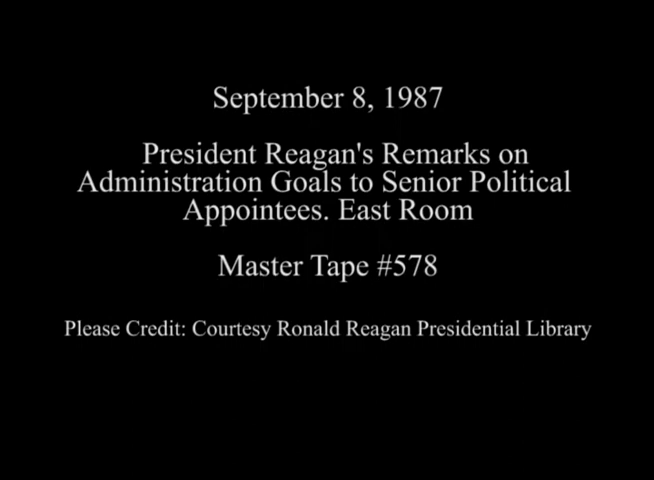 September 8, 1987
President Reagan's Remarks on
Administration Goals to Senior Political
Appointees. East Room
Master Tape #578
Please Credit: Courtesy Ronald Reagan Presidential Library